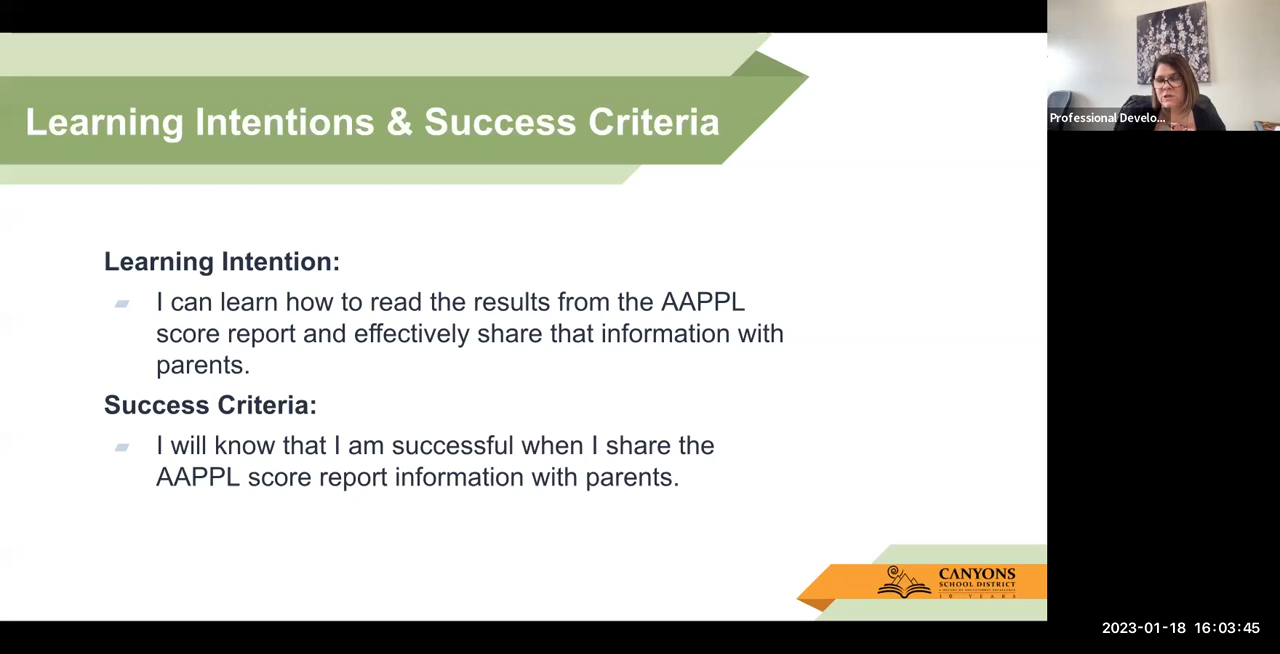 Learning Intentions & Success Criteria
Professional Develo...
Learning Intention:
I can learn how to read the results from the AAPPL
score report and effectively share that information with
parents.
Success Criteria:
I will know that I am successful when I share the
AAPPL score report information with parents.
CANYONS
SCHOOL DISTRICT
10 YEARS
2023-01-18 16:03:45